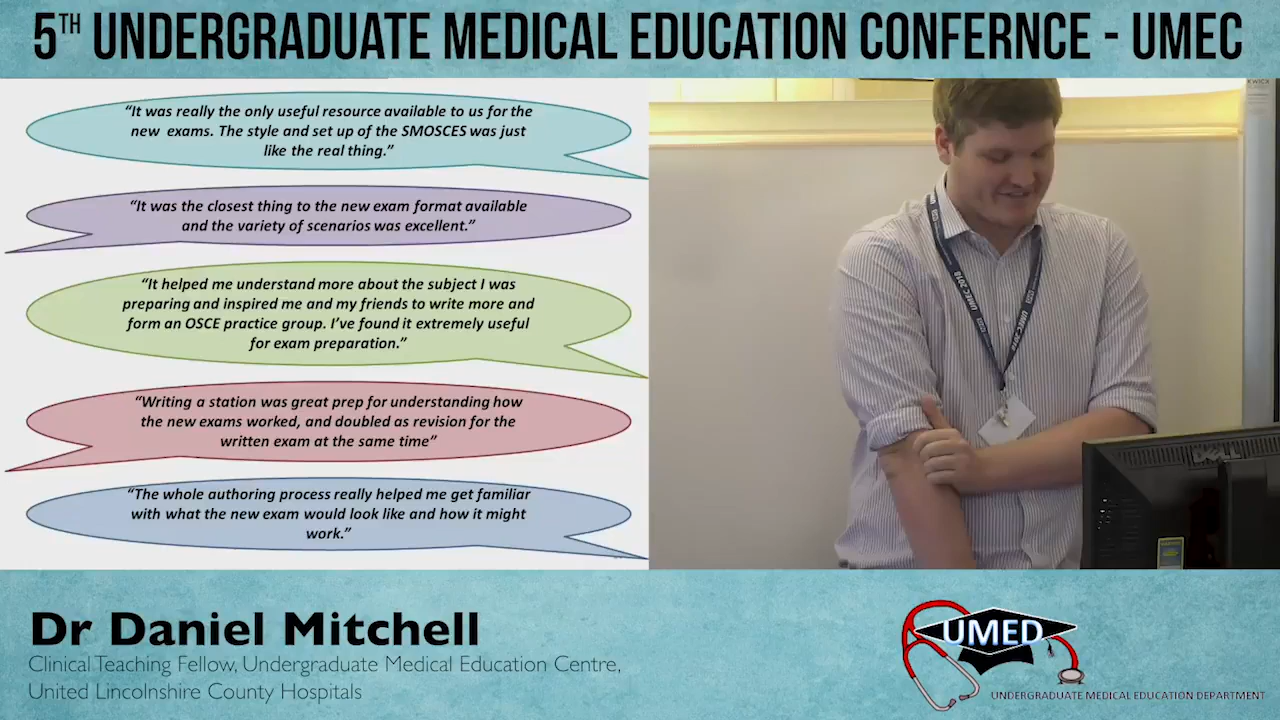 5TH UNDERGRADUATE MEDICAL EDUCATION CONFERNCE - UMEC
“It was really the only useful resource available to us for the
new exams. The style and set up of the SMOSCES was just
like the real thing.”
“It was the closest thing to the new exam format available
and the variety of scenarios was excellent.”
“It helped me understand more about the subject I was
preparing and inspired me and my friends to write more and
form an OSCE practice group. I’ve found it extremely useful
for exam preparation.”
“Writing a station was great prep for understanding how
the new exams worked, and doubled as revision for the
written exam at the same time”
“The whole authoring process really helped me get familiar
with what the new exam would look like and how it might
work.”
UMEC 2018
UMEC 2018
DELL
Dr Daniel Mitchell
Clinical Teaching Fellow, Undergraduate Medical Education Centre,
United Lincolnshire County Hospitals
UMED
UNDERGRADUATE MEDICAL EDUCATION DEPARTMENT